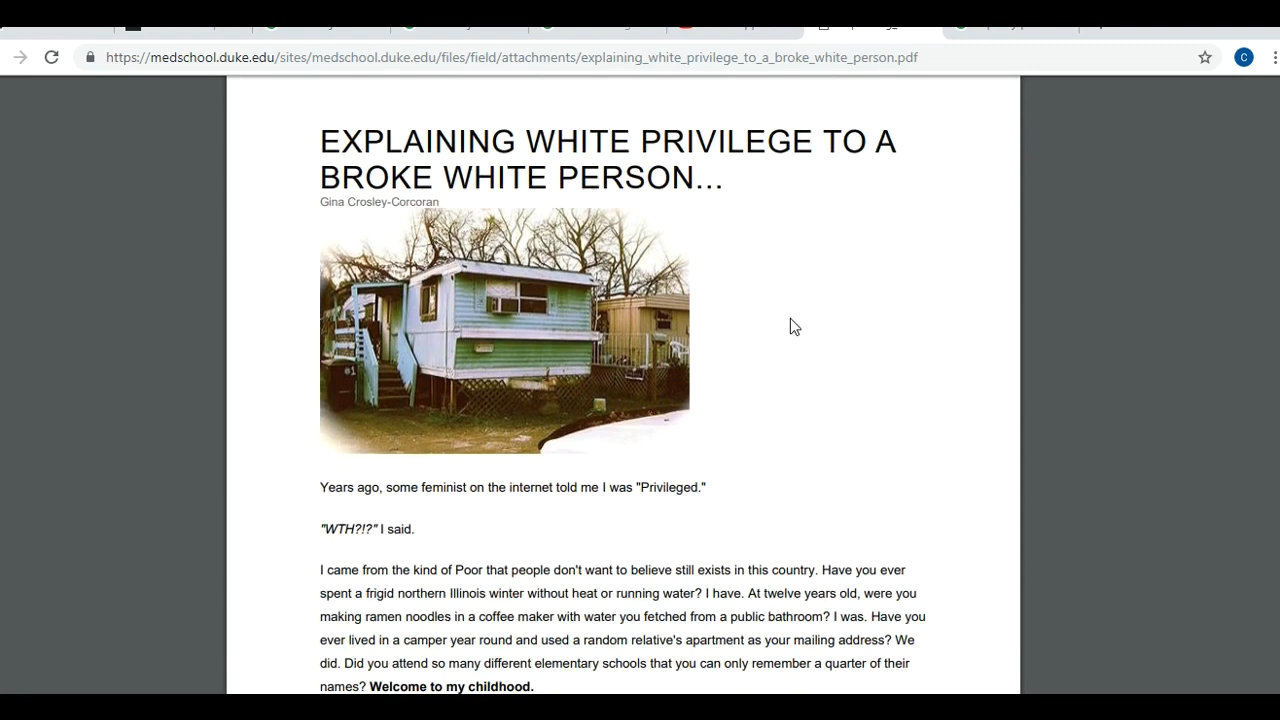 https://medschool.duke.edu/sites/medschool.duke.edu/files/field/attachments/explaining_white_privilege_to_a_broke_white_person.pdf
C
EXPLAINING WHITE PRIVILEGE TO A
BROKE WHITE PERSON...
Gina Crosley-Corcoran
Years ago, some feminist on the internet told me I was "Privileged."
"WTH?!?" I said.
I came from the kind of Poor that people don't want to believe still exists in this country. Have you ever
spent a frigid northern Illinois winter without heat or running water? I have. At twelve years old, were you
making ramen noodles in a coffee maker with water you fetched from a public bathroom? I was. Have you
ever lived in a camper year round and used a random relative's apartment as your mailing address? We
did. Did you attend so many different elementary schools that you can only remember a quarter of their
names? Welcome to my childhood.